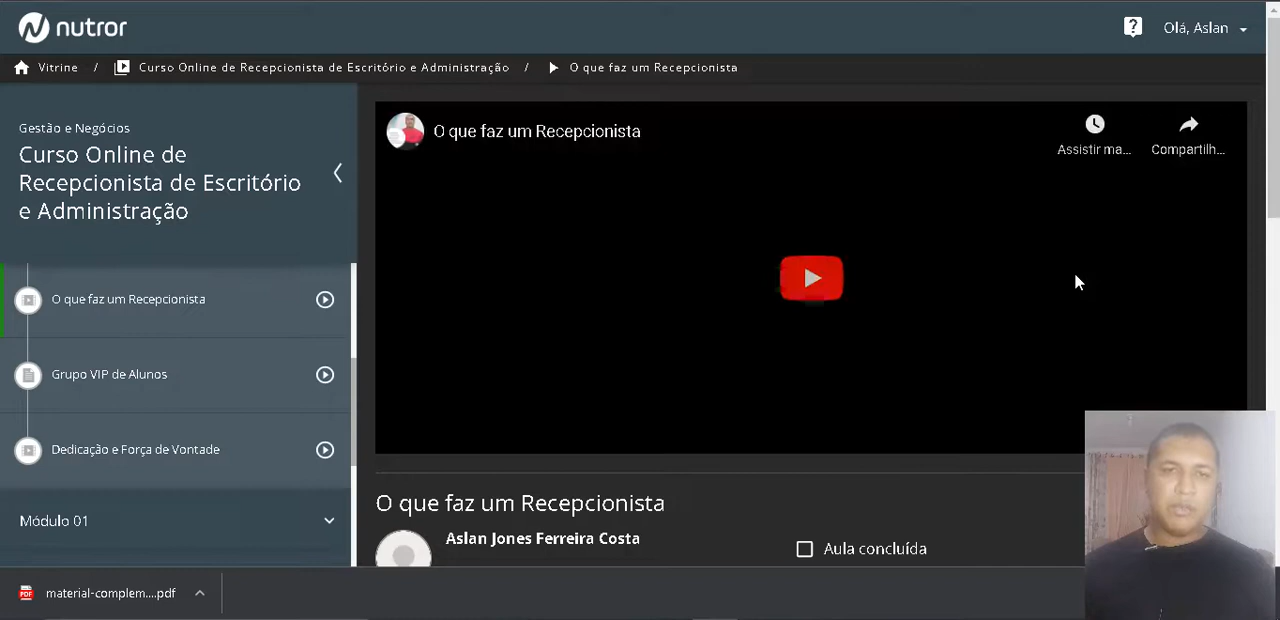 nutror
?
Olá, Aslan
Vitrine / Curso Online de Recepcionista de Escritório e Administração / O que faz um Recepcionista
Gestão e Negócios
Curso Online de
Recepcionista de Escritório
e Administração
O que faz um Recepcionista
Grupo VIP de Alunos
Dedicação e Força de Vontade
Módulo 01
O que faz um Recepcionista
Assistir ma...
Compartilh...
O que faz um Recepcionista
Aslan Jones Ferreira Costa
Aula concluída
PDF
material-complem....pdf